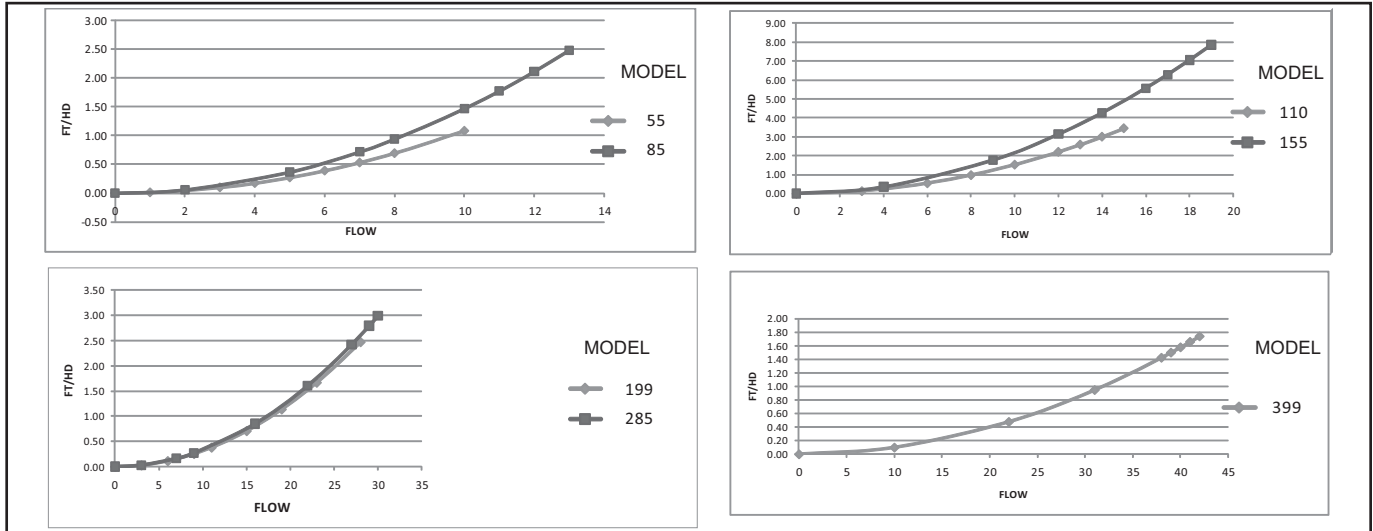 3.00
2.50
2.00
1.50
1.00
0.50
0.00
-0.50
FT/HD
0 2 4 6 8 10 12 14
FLOW
MODEL
55
85
9.00
8.00
7.00
6.00
5.00
4.00
3.00
2.00
1.00
0.00
FT/HD
0 2 4 6 8 10 12 14 16 18 20
FLOW
MODEL
110
155
3.50
3.00
2.50
2.00
1.50
1.00
0.50
0.00
FT/HD
0 5 10 15 20 25 30 35
FLOW
MODEL
199
285
2.00
1.80
1.60
1.40
1.20
1.00
0.80
0.60
0.40
0.20
0.00
FT/HD
0 5 10 15 20 25 30 35 40 45
FLOW
MODEL
399